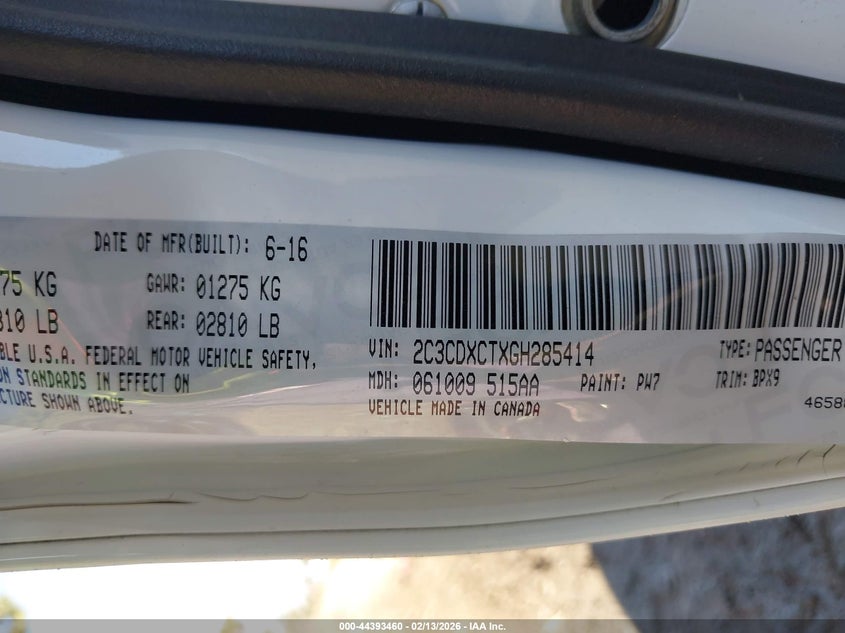 DATE OF MFR(BUILT): 6-16
75 KG GAWR: 01275 KG
810 LB REAR: 02810 LB
BLE U.S.A. FEDERAL MOTOR VEHICLE SAFETY,
ON STANDARDS IN EFFECT ON
CTURE SHOWN ABOVE.
VIN: 2C3CDXCTXGH285414 TYPE: PASSENGER
MDH: 061009 515AA PAINT: PW7 TRIM: BPX9
VEHICLE MADE IN CANADA
4658
000-44393460 - 02/13/2026 - IAA Inc.